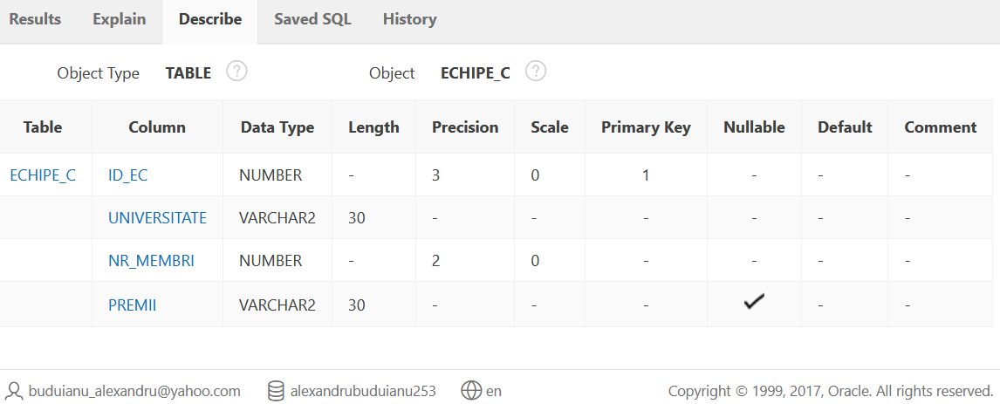 Results Explain Describe Saved SQL History
Object Type TABLE ? Object ECHIPE_C ?
Table Column Data Type Length Precision Scale Primary Key Nullable Default Comment
ECHIPE_C ID_EC NUMBER - 3 0 1 - - -
UNIVERSITATE VARCHAR2 30 - - - - - -
NR_MEMBRI NUMBER - 2 0 - - - -
PREMII VARCHAR2 30 - - - ✓ - -
buduianu_alexandru@yahoo.com alexandrubuduianu253 en Copyright © 1999, 2017, Oracle. All rights reserved.